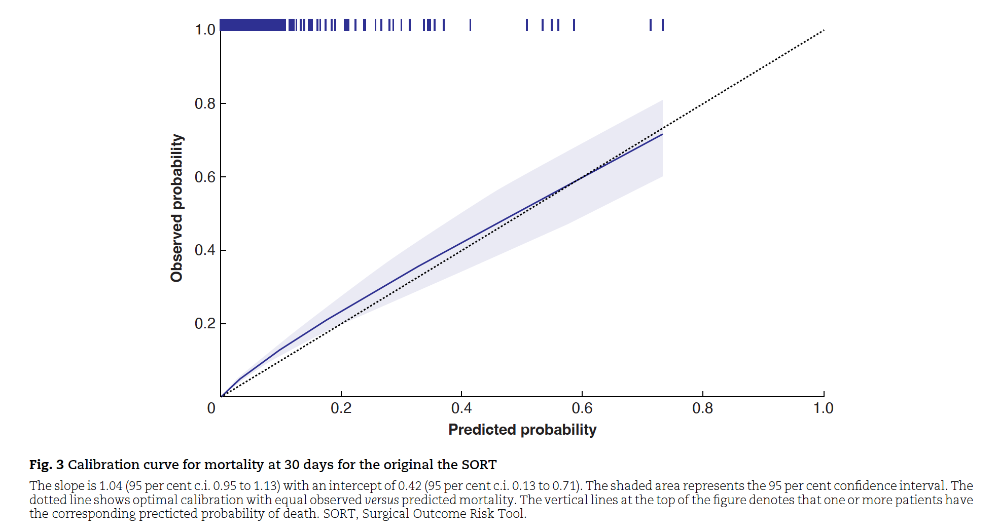 1.0
0.8
0.6
0.4
0.2
Observed probability
0 0.2 0.4 0.6 0.8 1.0
Predicted probability
Fig. 3 Calibration curve for mortality at 30 days for the original the SORT
The slope is 1.04 (95 per cent c.i. 0.95 to 1.13) with an intercept of 0.42 (95 per cent c.i. 0.13 to 0.71). The shaded area represents the 95 per cent confidence interval. The
dotted line shows optimal calibration with equal observed versus predicted mortality. The vertical lines at the top of the figure denotes that one or more patients have
the corresponding precticted probability of death. SORT, Surgical Outcome Risk Tool.